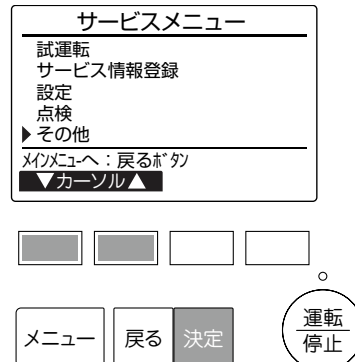 サービスメニュー
試運転
サービス情報登録
設定
点検
▶その他
ﾒｲﾝﾒﾆｭｰへ：戻るﾎﾞﾀﾝ
▼カーソル▲
メニュー
戻る
決定
運転
停止